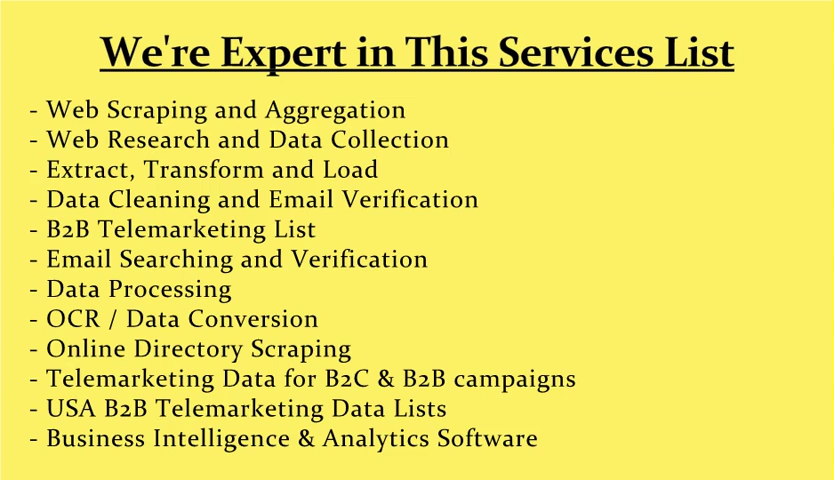 We're Expert in This Services List
- Web Scraping and Aggregation
- Web Research and Data Collection
- Extract, Transform and Load
- Data Cleaning and Email Verification
- B2B Telemarketing List
- Email Searching and Verification
- Data Processing
- OCR / Data Conversion
- Online Directory Scraping
- Telemarketing Data for B2C & B2B campaigns
- USA B2B Telemarketing Data Lists
- Business Intelligence & Analytics Software